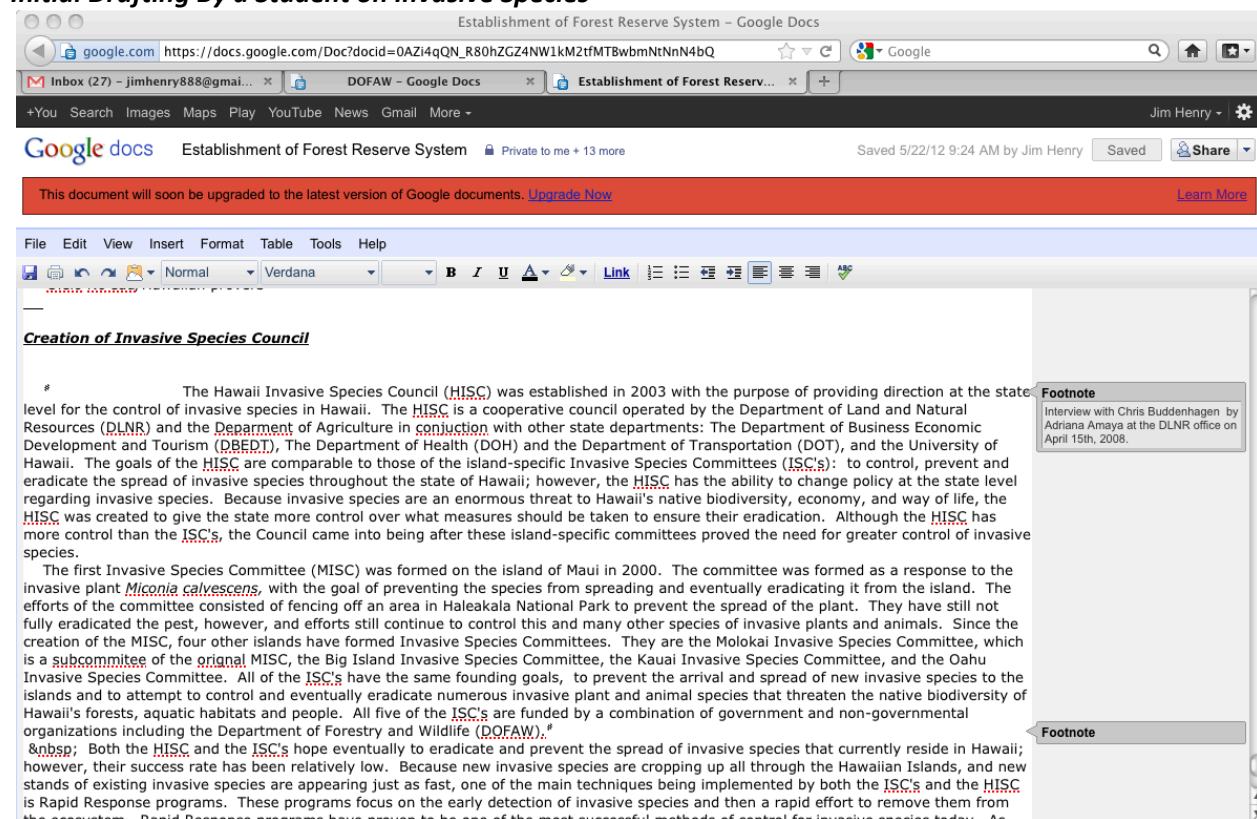 Initial Drafting By a Student on Invasive Species
Establishment of Forest Reserve System – Google Docs
google.com https://docs.google.com/Doc?docid=0AZi4qQN_R80hZGZ4NW1kM2tfMTBwbmNtNnN4bQ
Google
Inbox (27) – jimhenry888@gmai...
DOFAW – Google Docs
Establishment of Forest Reserv...
+You Search Images Maps Play YouTube News Gmail More
Jim Henry
Google docs Establishment of Forest Reserve System Private to me + 13 more Saved 5/22/12 9:24 AM by Jim Henry Saved Share
This document will soon be upgraded to the latest version of Google documents. Upgrade Now Learn More
File Edit View Insert Format Table Tools Help
Normal Verdana B I U A Link ABC
Creation of Invasive Species Council
# The Hawaii Invasive Species Council (HISC) was established in 2003 with the purpose of providing direction at the state
level for the control of invasive species in Hawaii. The HISC is a cooperative council operated by the Department of Land and Natural
Resources (DLNR) and the Deparment of Agriculture in conjuction with other state departments: The Department of Business Economic
Development and Tourism (DBEDT), The Department of Health (DOH) and the Department of Transportation (DOT), and the University of
Hawaii. The goals of the HISC are comparable to those of the island-specific Invasive Species Committees (ISC's): to control, prevent and
eradicate the spread of invasive species throughout the state of Hawaii; however, the HISC has the ability to change policy at the state level
regarding invasive species. Because invasive species are an enormous threat to Hawaii's native biodiversity, economy, and way of life, the
HISC was created to give the state more control over what measures should be taken to ensure their eradication. Although the HISC has
more control than the ISC's, the Council came into being after these island-specific committees proved the need for greater control of invasive
species.
The first Invasive Species Committee (MISC) was formed on the island of Maui in 2000. The committee was formed as a response to the
invasive plant Miconia calvescens, with the goal of preventing the species from spreading and eventually eradicating it from the island. The
efforts of the committee consisted of fencing off an area in Haleakala National Park to prevent the spread of the plant. They have still not
fully eradicated the pest, however, and efforts still continue to control this and many other species of invasive plants and animals. Since the
creation of the MISC, four other islands have formed Invasive Species Committees. They are the Molokai Invasive Species Committee, which
is a subcommitee of the orignal MISC, the Big Island Invasive Species Committee, the Kauai Invasive Species Committee, and the Oahu
Invasive Species Committee. All of the ISC's have the same founding goals, to prevent the arrival and spread of new invasive species to the
islands and to attempt to control and eventually eradicate numerous invasive plant and animal species that threaten the native biodiversity of
Hawaii's forests, aquatic habitats and people. All five of the ISC's are funded by a combination of government and non-governmental
organizations including the Department of Forestry and Wildlife (DOFAW).#
&nbsp; Both the HISC and the ISC's hope eventually to eradicate and prevent the spread of invasive species that currently reside in Hawaii;
however, their success rate has been relatively low. Because new invasive species are cropping up all through the Hawaiian Islands, and new
stands of existing invasive species are appearing just as fast, one of the main techniques being implemented by both the ISC's and the HISC
is Rapid Response programs. These programs focus on the early detection of invasive species and then a rapid effort to remove them from
the ecosystem. Rapid Response programs have proven to be one of the most successful methods of control for invasive species today. As
Footnote
Interview with Chris Buddenhagen by
Adriana Amaya at the DLNR office on
April 15th, 2008.
Footnote